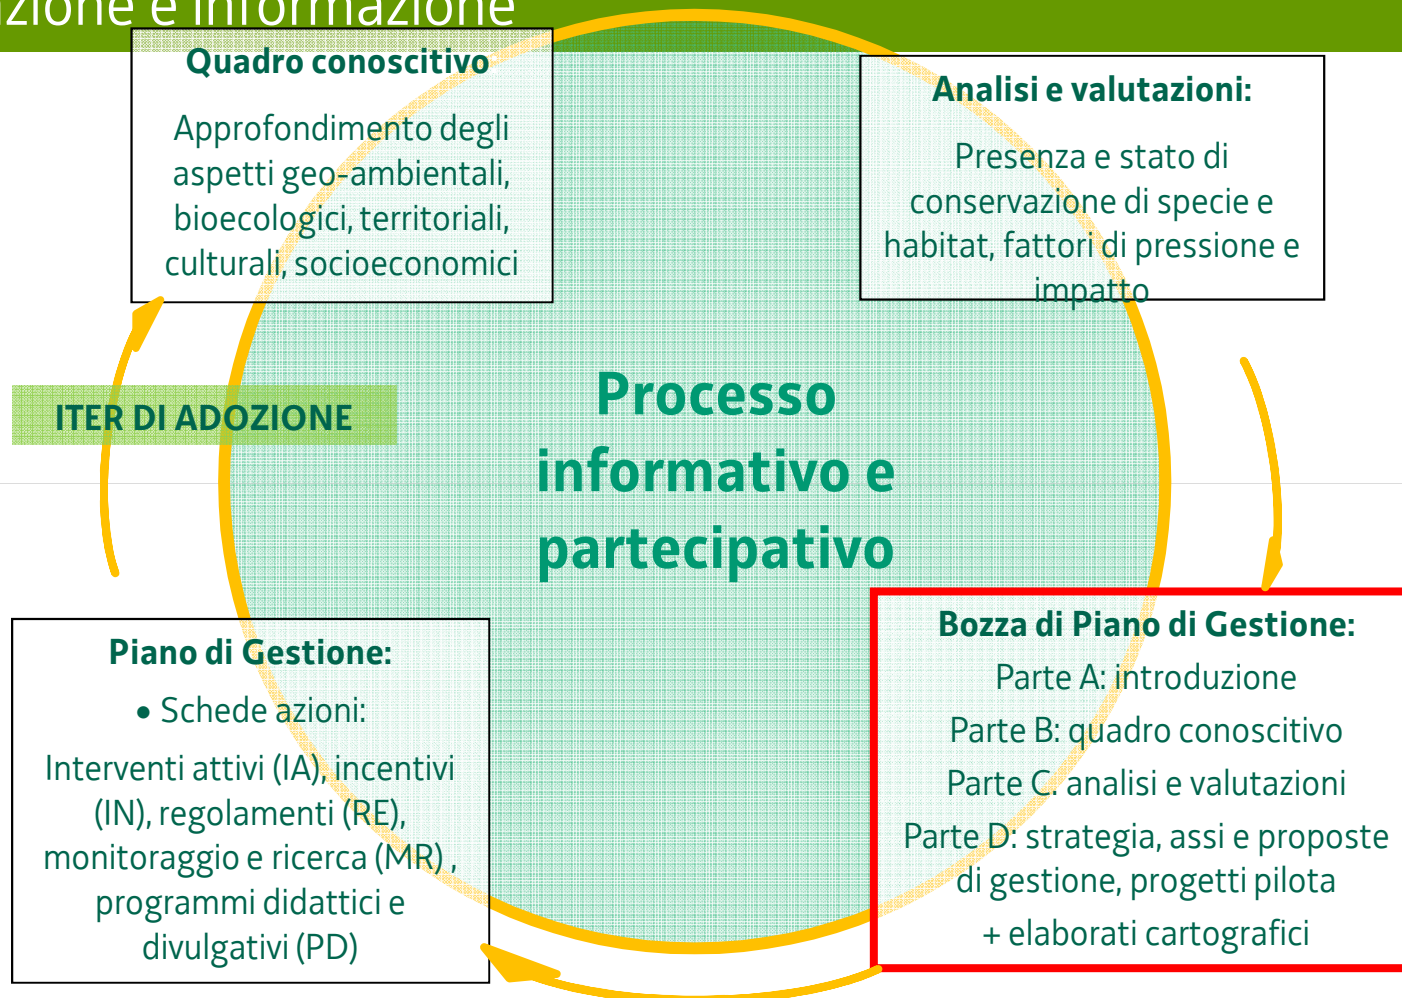 azione e informazione
Quadro conoscitivo
Approfondimento degli
aspetti geo-ambientali,
bioecologici, territoriali,
culturali, socioeconomici
Analisi e valutazioni:
Presenza e stato di
conservazione di specie e
habitat, fattori di pressione e
impatto
ITER DI ADOZIONE
Processo
informativo e
partecipativo
Piano di Gestione:
• Schede azioni:
Interventi attivi (IA), incentivi
(IN), regolamenti (RE),
monitoraggio e ricerca (MR) ,
programmi didattici e
divulgativi (PD)
Bozza di Piano di Gestione:
Parte A: introduzione
Parte B: quadro conoscitivo
Parte C: analisi e valutazioni
Parte D: strategia, assi e proposte
di gestione, progetti pilota
+ elaborati cartografici